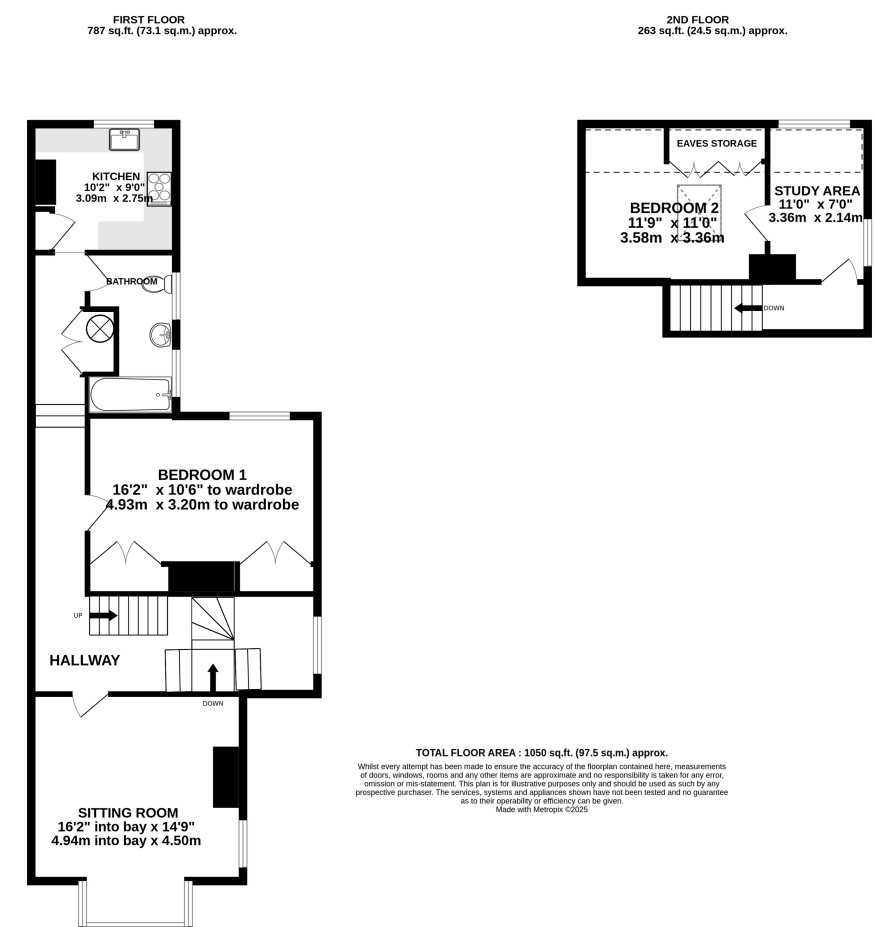 FIRST FLOOR
787 sq.ft. (73.1 sq.m.) approx.
2ND FLOOR
263 sq.ft. (24.5 sq.m.) approx.
KITCHEN
10'2" x 9'0"
3.09m x 2.75m
BATHROOM
BEDROOM 1
16'2" x 10'6" to wardrobe
4.93m x 3.20m to wardrobe
UP
HALLWAY
DOWN
SITTING ROOM
16'2" into bay x 14'9"
4.94m into bay x 4.50m
EAVES STORAGE
BEDROOM 2
11'9" x 11'0"
3.58m x 3.36m
STUDY AREA
11'0" x 7'0"
3.36m x 2.14m
DOWN
TOTAL FLOOR AREA : 1050 sq.ft. (97.5 sq.m.) approx.
Whilst every attempt has been made to ensure the accuracy of the floorplan contained here, measurements
of doors, windows, rooms and any other items are approximate and no responsibility is taken for any error,
omission or mis-statement. This plan is for illustrative purposes only and should be used as such by any
prospective purchaser. The services, systems and appliances shown have not been tested and no guarantee
as to their operability or efficiency can be given.
Made with Metropix ©2025